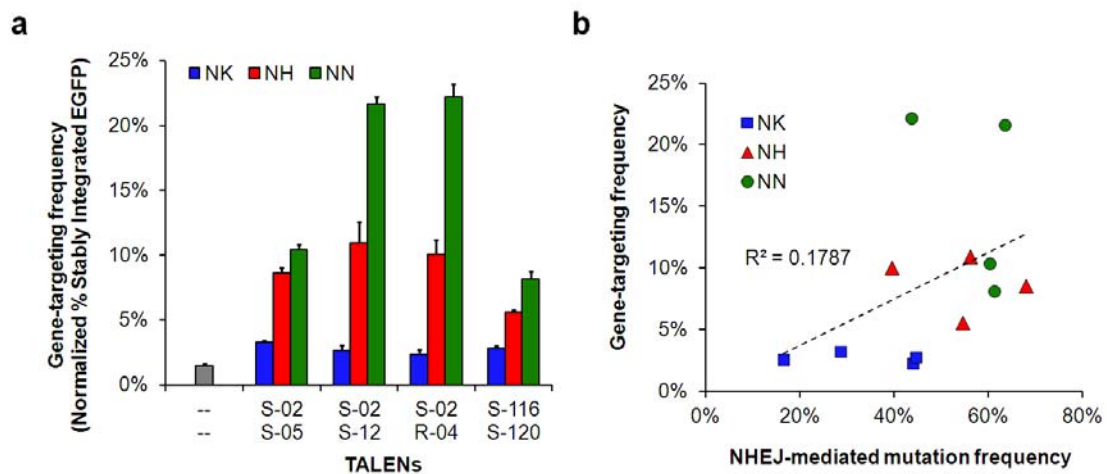 a
Gene-targeting frequency
(Normalized % Stably Integrated EGFP)
25%
20%
15%
10%
5%
0%
NK NH NN
-- S-02 S-02 S-02 S-116
-- S-05 S-12 R-04 S-120
TALENs
b
Gene-targeting frequency
25%
20%
15%
10%
5%
0%
NK
NH
NN
R² = 0.1787
0% 20% 40% 60% 80%
NHEJ-mediated mutation frequency